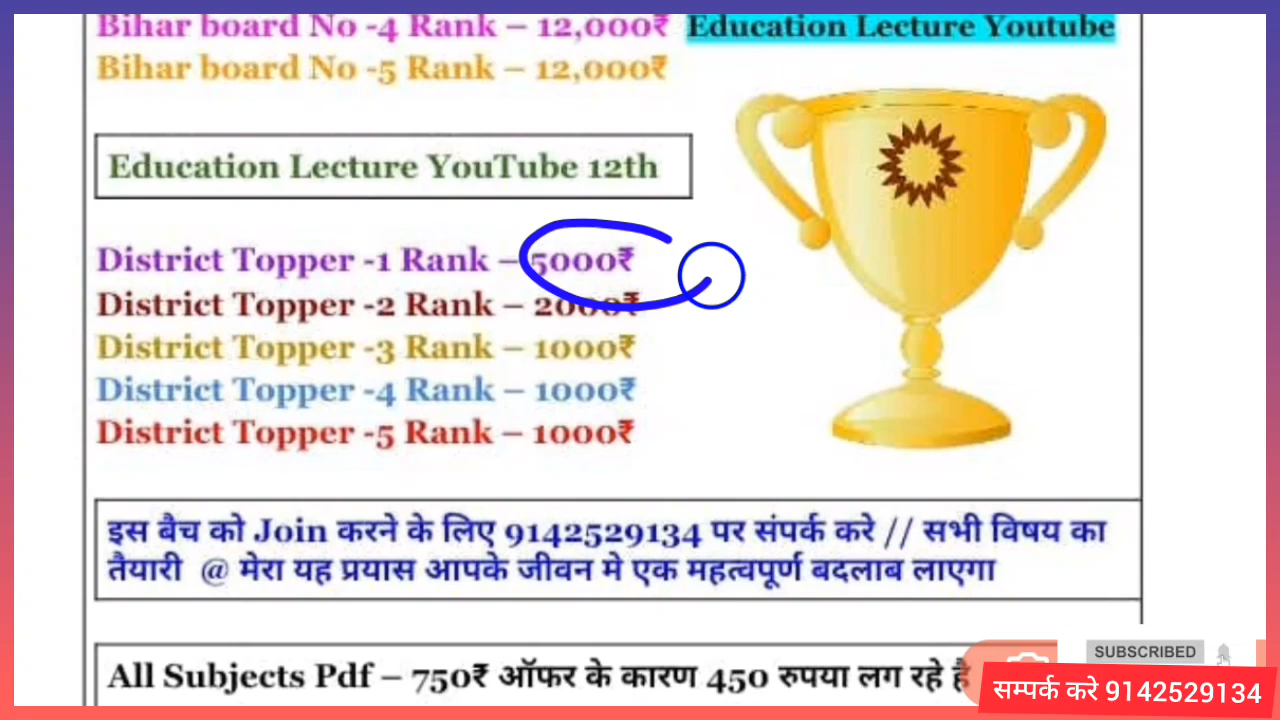 Bihar board No -4 Rank – 12,000₹ Education Lecture Youtube
Bihar board No -5 Rank – 12,000₹
Education Lecture YouTube 12th
District Topper -1 Rank – 5000₹
District Topper -2 Rank – 2000₹
District Topper -3 Rank – 1000₹
District Topper -4 Rank – 1000₹
District Topper -5 Rank – 1000₹
इस बैच को Join करने के लिए 9142529134 पर संपर्क करे // सभी विषय का
तैयारी @ मेरा यह प्रयास आपके जीवन मे एक महत्वपूर्ण बदलाब लाएगा
All Subjects Pdf – 750₹ ऑफर के कारण 450 रुपया लग रहे है
SUBSCRIBED
सम्पर्क करे 9142529134